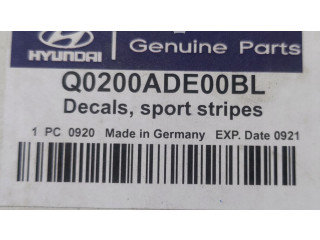 HYUNDAI
Genuine Parts
Q0200ADE00BL
Decals, sport stripes
1 PC 0920 Made in Germany EXP. Date 0921